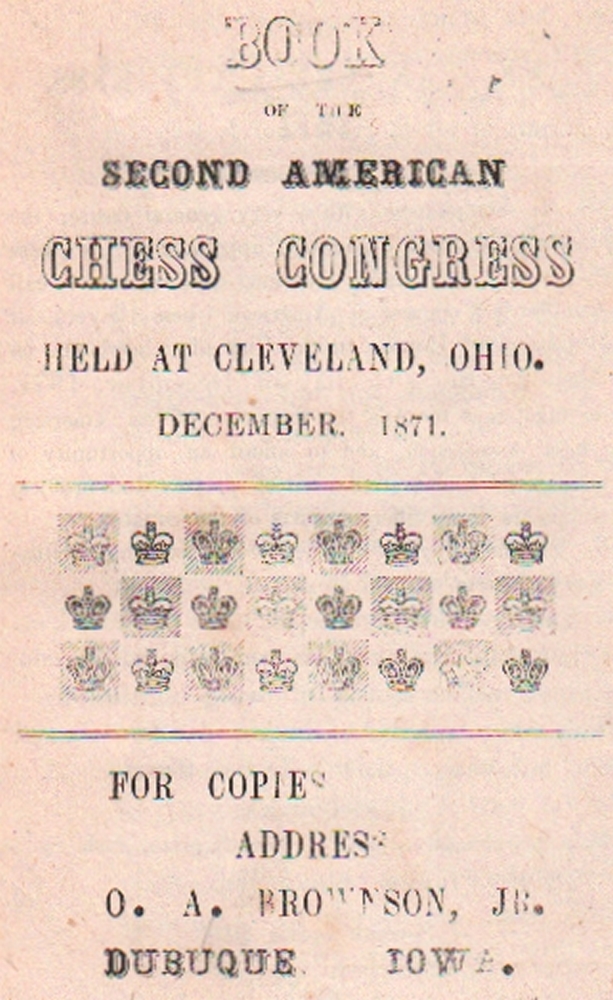 BOOK
OF THE
SECOND AMERICAN
CHESS CONGRESS
HELD AT CLEVELAND, OHIO.
DECEMBER. 1871.
FOR COPIES
ADDRESS
O. A. BROWNSON, JR.
DUBUQUE IOWA.